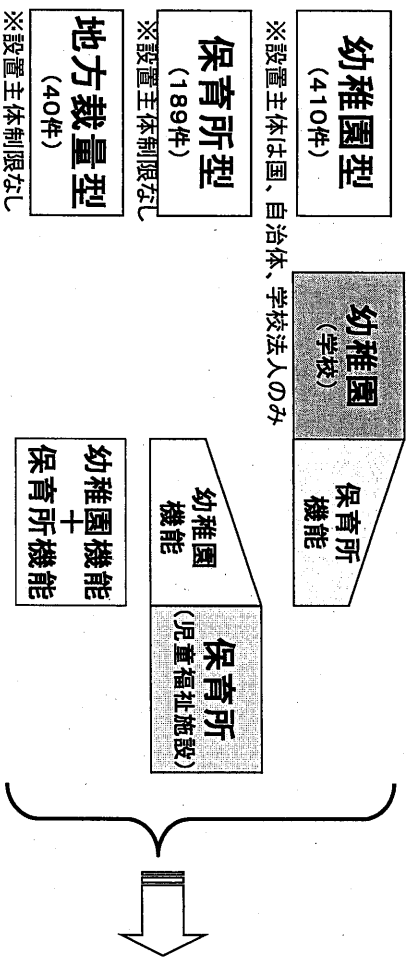 幼稚園型
(410件)
※設置主体は国、自治体、学校法人のみ
幼稚園
(学校)
保育所
機能
保育所型
(189件)
※設置主体制限なし
幼稚園
機能
保育所
(児童福祉施設)
地方裁量型
(40件)
※設置主体制限なし
幼稚園機能
+
保育所機能